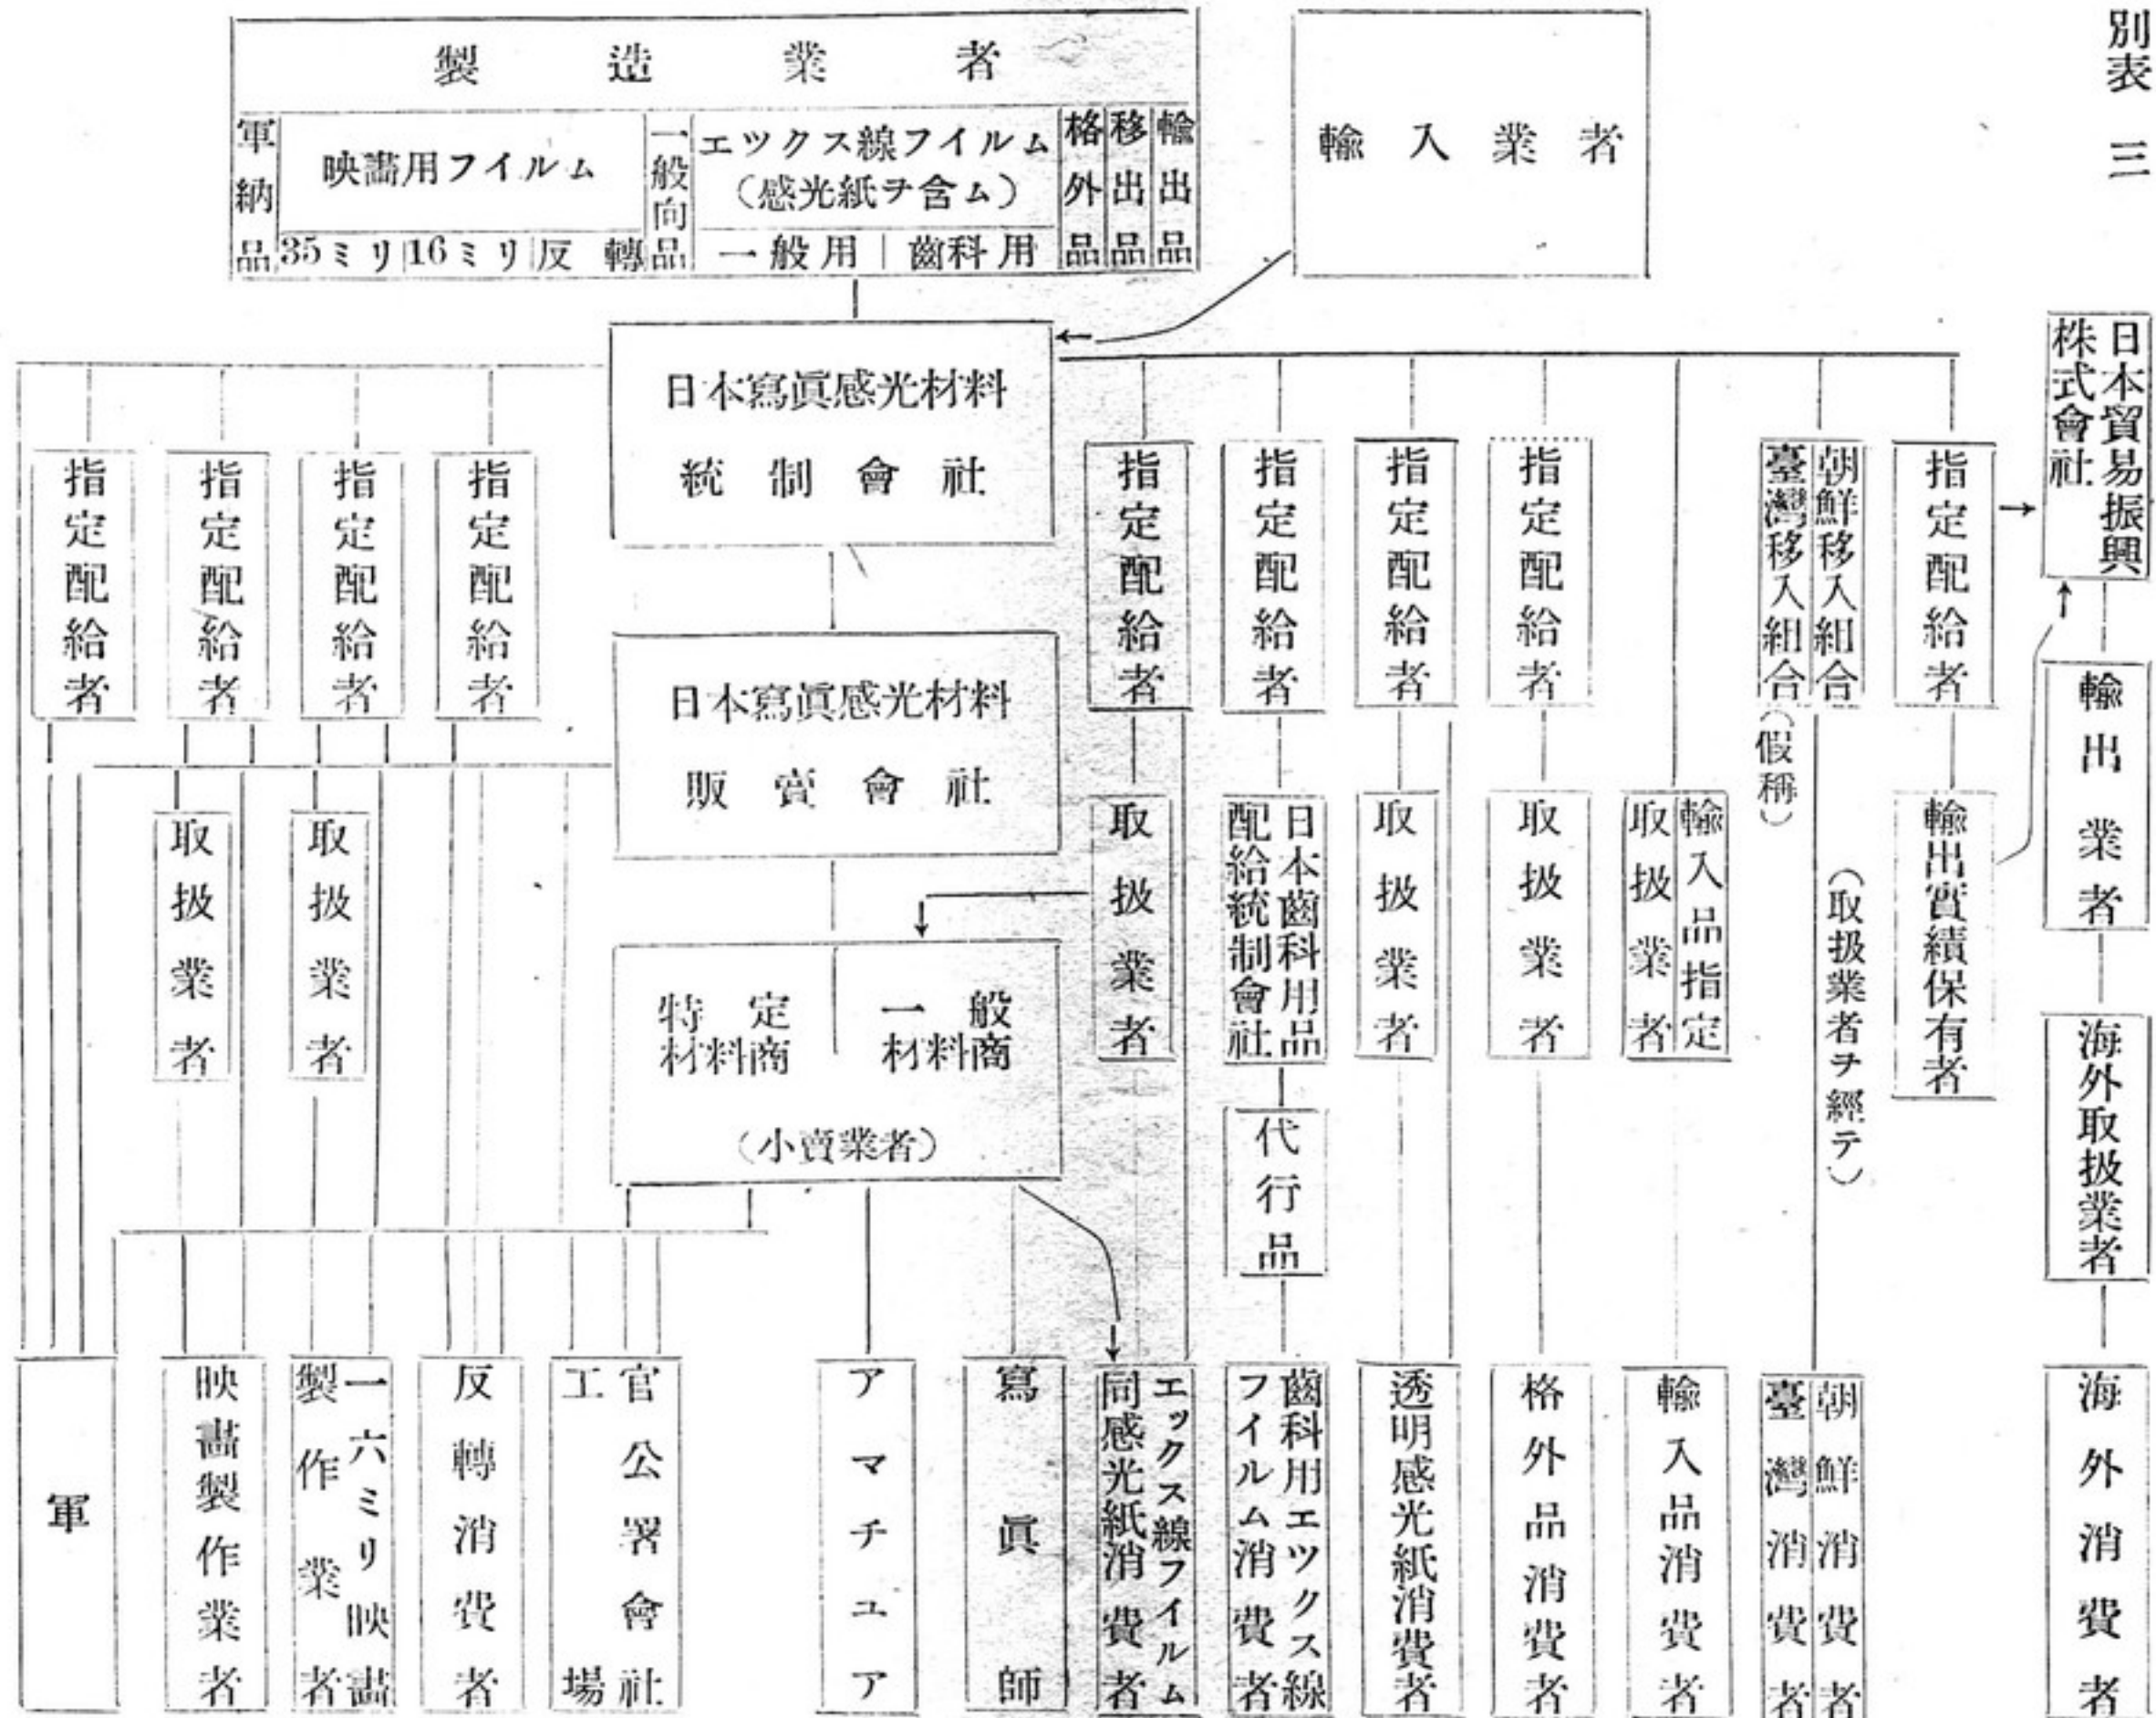 別表 三
製造業者
軍納品
映畵用フイルム
35ミリ
16ミリ
反轉
一般向品
エツクス線フイルム
(感光紙ヲ含ム)
一般用
齒科用
格外品
移出品
輸出品
輸入業者
日本寫眞感光材料
統制會社
日本貿易振興
株式會社
指定配給者
指定配給者
指定配給者
指定配給者
指定配給者
指定配給者
指定配給者
指定配給者
朝鮮移入組合
臺灣移入組合
(假稱)
指定配給者
日本寫眞感光材料
販賣會社
輸出業者
取扱業者
取扱業者
取扱業者
日本齒科用品
配給統制會社
取扱業者
取扱業者
輸入品指定
取扱業者
(取扱業者ヲ經テ)
輸出實績保有者
特定
材料商
一般
材料商
(小賣業者)
代行品
海外取扱業者
軍
映畵製作業者
一六ミリ映畵
製作業者
反轉消費者
官公署會社
工場
アマチユア
寫眞師
エックス線フイルム
同感光紙消費者
齒科用エツクス線
フイルム消費者
透明感光紙消費者
格外品消費者
輸入品消費者
朝鮮消費者
臺灣消費者
海外消費者